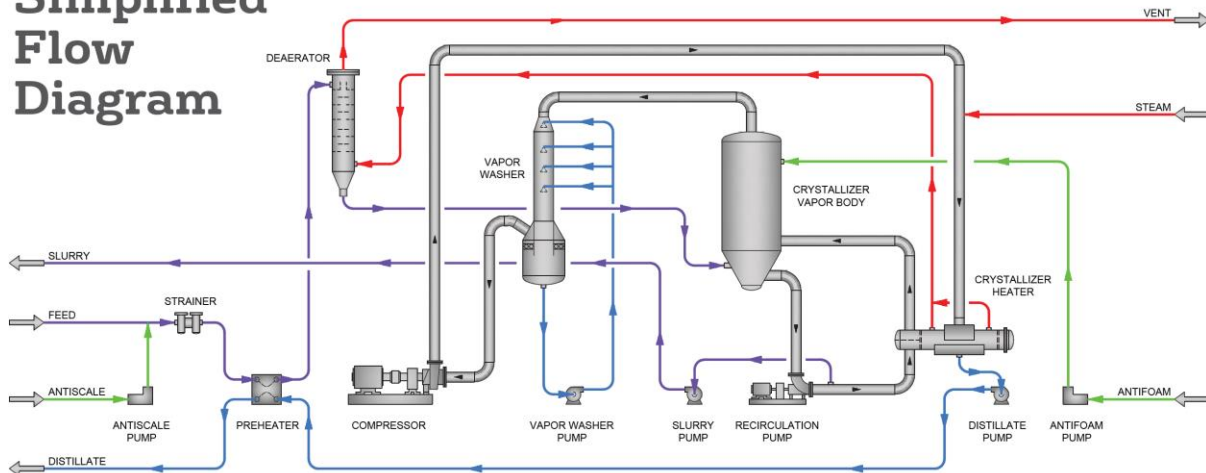 Simplified
Flow
Diagram
VENT
DEAERATOR
STEAM
VAPOR
WASHER
CRYSTALLIZER
VAPOR BODY
SLURRY
CRYSTALLIZER
HEATER
STRAINER
FEED
ANTISCALE
ANTIFOAM
ANTISCALE
PUMP
PREHEATER
COMPRESSOR
VAPOR WASHER
PUMP
SLURRY
PUMP
RECIRCULATION
PUMP
DISTILLATE
PUMP
ANTIFOAM
PUMP
DISTILLATE